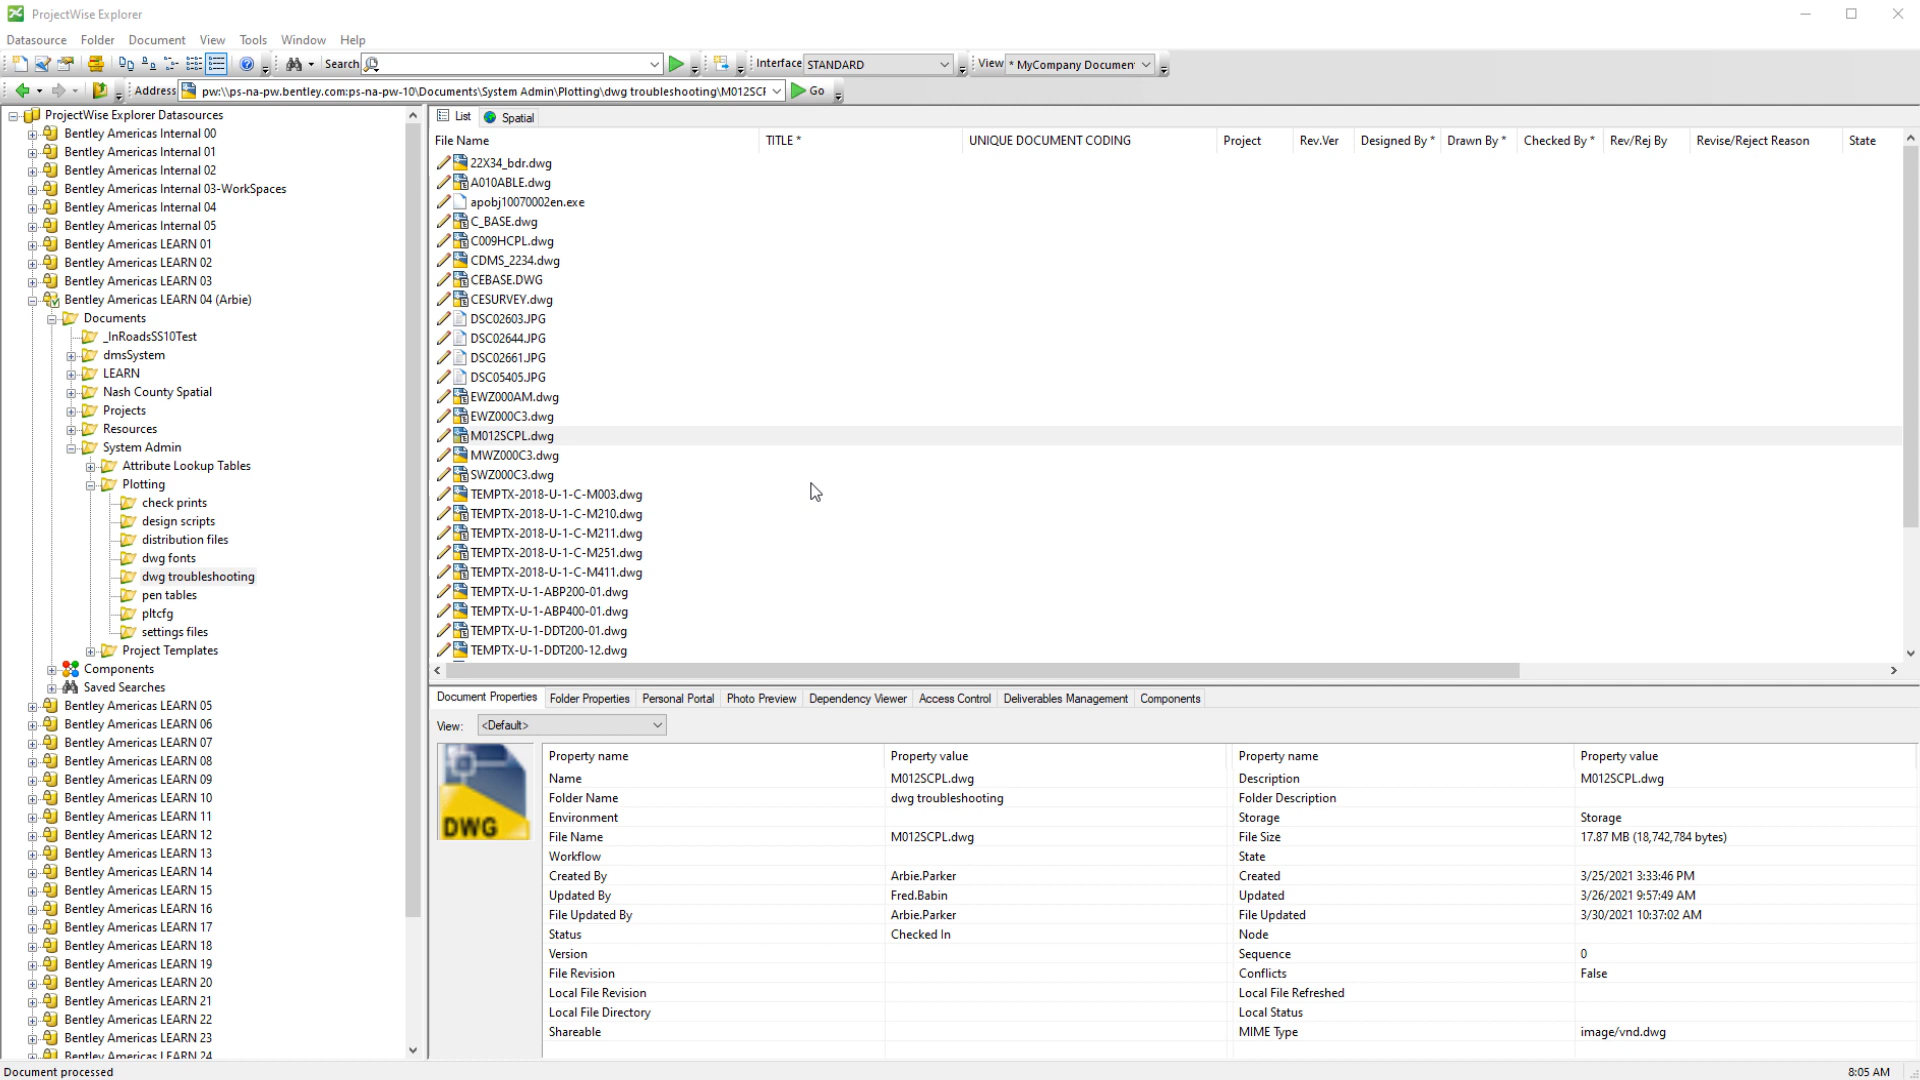 ProjectWise Explorer
Datasource Folder Document View Tools Window Help
Search Interface STANDARD View * MyCompany Documen
Address pw:\\ps-na-pw.bentley.com:ps-na-pw-10\Documents\System Admin\Plotting\dwg troubleshooting\M012SCF Go
ProjectWise Explorer Datasources
Bentley Americas Internal 00
Bentley Americas Internal 01
Bentley Americas Internal 02
Bentley Americas Internal 03-WorkSpaces
Bentley Americas Internal 04
Bentley Americas Internal 05
Bentley Americas LEARN 01
Bentley Americas LEARN 02
Bentley Americas LEARN 03
Bentley Americas LEARN 04 (Arbie)
Documents
_InRoadsSS10Test
dmsSystem
LEARN
Nash County Spatial
Projects
Resources
System Admin
Attribute Lookup Tables
Plotting
check prints
design scripts
distribution files
dwg fonts
dwg troubleshooting
pen tables
pltcfg
settings files
Project Templates
Components
Saved Searches
Bentley Americas LEARN 05
Bentley Americas LEARN 06
Bentley Americas LEARN 07
Bentley Americas LEARN 08
Bentley Americas LEARN 09
Bentley Americas LEARN 10
Bentley Americas LEARN 11
Bentley Americas LEARN 12
Bentley Americas LEARN 13
Bentley Americas LEARN 14
Bentley Americas LEARN 15
Bentley Americas LEARN 16
Bentley Americas LEARN 17
Bentley Americas LEARN 18
Bentley Americas LEARN 19
Bentley Americas LEARN 20
Bentley Americas LEARN 21
Bentley Americas LEARN 22
Bentley Americas LEARN 23
Bentley Americas LEARN 24
List Spatial
File Name TITLE * UNIQUE DOCUMENT CODING Project Rev.Ver Designed By * Drawn By * Checked By * Rev/Rej By Revise/Reject Reason State
22X34_bdr.dwg
A010ABLE.dwg
apobj10070002en.exe
C_BASE.dwg
C009HCPL.dwg
CDMS_2234.dwg
CEBASE.DWG
CESURVEY.dwg
DSC02603.JPG
DSC02644.JPG
DSC02661.JPG
DSC05405.JPG
EWZ000AM.dwg
EWZ000C3.dwg
M012SCPL.dwg
MWZ000C3.dwg
SWZ000C3.dwg
TEMPTX-2018-U-1-C-M003.dwg
TEMPTX-2018-U-1-C-M210.dwg
TEMPTX-2018-U-1-C-M211.dwg
TEMPTX-2018-U-1-C-M251.dwg
TEMPTX-2018-U-1-C-M411.dwg
TEMPTX-U-1-ABP200-01.dwg
TEMPTX-U-1-ABP400-01.dwg
TEMPTX-U-1-DDT200-01.dwg
TEMPTX-U-1-DDT200-12.dwg
Document Properties Folder Properties Personal Portal Photo Preview Dependency Viewer Access Control Deliverables Management Components
View: <Default>
DWG
Property name Property value Property name Property value
Name M012SCPL.dwg Description M012SCPL.dwg
Folder Name dwg troubleshooting Folder Description
Environment Storage Storage
File Name M012SCPL.dwg File Size 17.87 MB (18,742,784 bytes)
Workflow State
Created By Arbie.Parker Created 3/25/2021 3:33:46 PM
Updated By Fred.Babin Updated 3/26/2021 9:57:49 AM
File Updated By Arbie.Parker File Updated 3/30/2021 10:37:02 AM
Status Checked In Node
Version Sequence 0
File Revision Conflicts False
Local File Revision Local File Refreshed
Local File Directory Local Status
Shareable MIME Type image/vnd.dwg
Document processed 8:05 AM